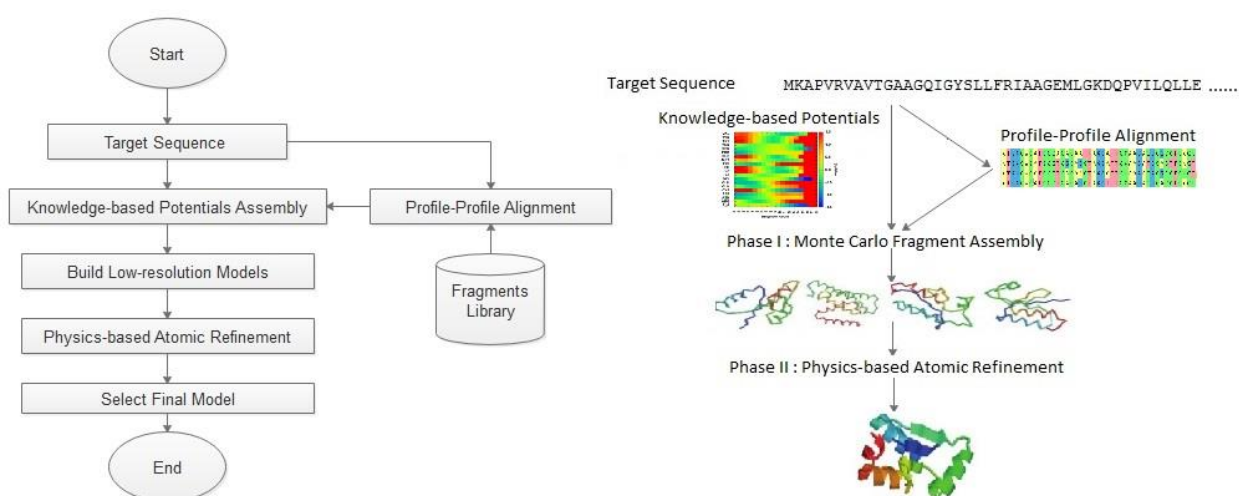 Start
Target Sequence
Knowledge-based Potentials Assembly
Profile-Profile Alignment
Build Low-resolution Models
Fragments
Library
Physics-based Atomic Refinement
Select Final Model
End
Target Sequence MKAPVRVAVTGAAGQIGYSLLFRIAAGEMLGKDQPVILQLLE ......
Knowledge-based Potentials
Profile-Profile Alignment
Phase I : Monte Carlo Fragment Assembly
Phase II : Physics-based Atomic Refinement